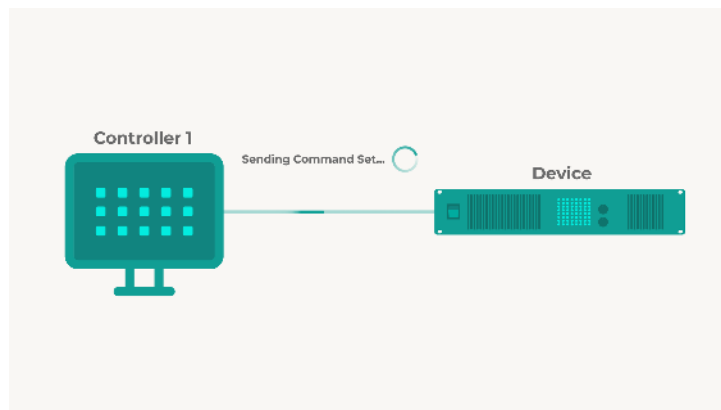 Controller 1
Sending Command Set...
Device